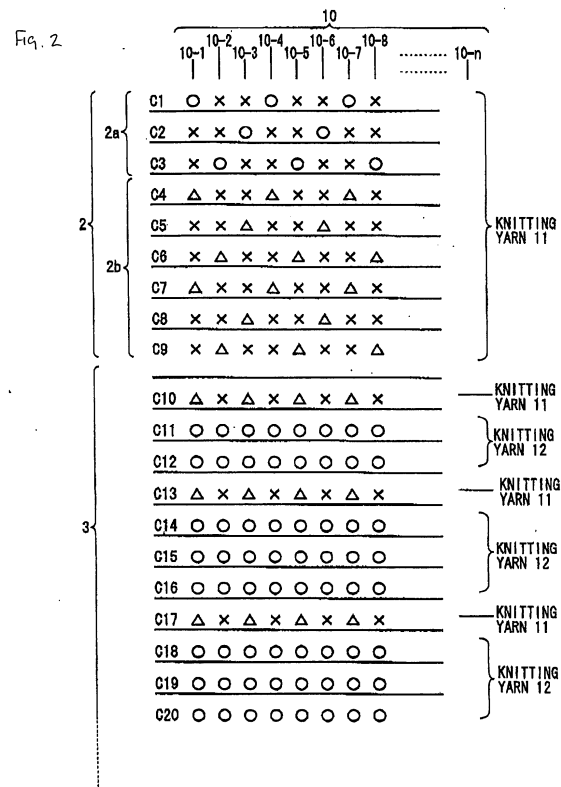 Fig. 2
10
10-1 10-2 10-3 10-4 10-5 10-6 10-7 10-8 10-n
2
2a
2b
3
C1 ○ × × ○ × × ○ ×
C2 × × ○ × × ○ × ×
C3 × ○ × × ○ × × ○
C4 △ × × △ × × △ ×
C5 × × △ × × △ × ×
C6 × △ × × △ × × △
C7 △ × × △ × × △ ×
C8 × × △ × × △ × ×
C9 × △ × × △ × × △
KNITTING
YARN 11
C10 △ × △ × △ × △ ×
KNITTING
YARN 11
C11 ○ ○ ○ ○ ○ ○ ○ ○
C12 ○ ○ ○ ○ ○ ○ ○ ○
KNITTING
YARN 12
C13 △ × △ × △ × △ ×
KNITTING
YARN 11
C14 ○ ○ ○ ○ ○ ○ ○ ○
C15 ○ ○ ○ ○ ○ ○ ○ ○
C16 ○ ○ ○ ○ ○ ○ ○ ○
KNITTING
YARN 12
C17 △ × △ × △ × △ ×
KNITTING
YARN 11
C18 ○ ○ ○ ○ ○ ○ ○ ○
C19 ○ ○ ○ ○ ○ ○ ○ ○
C20 ○ ○ ○ ○ ○ ○ ○ ○
KNITTING
YARN 12